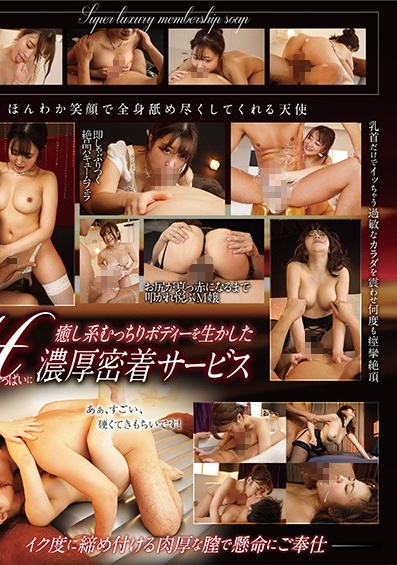 Super luxury membership soap
ほんわか笑顔で全身舐め尽くしてくれる天使
乳首だけでイッちゃう過敏なカラダを震わせ何度も痙攣絶頂
即しゃぶりつく
絶品バキュームフェラ
お尻が真っ赤になるまで
叩かれ悦ぶM嬢
癒し系むっちりボディーを生かした
っぱいに
濃厚密着サービス
あぁ、すごい、
硬くてきもちいです!
イク度に締め付ける肉厚な膣で懸命にご奉仕